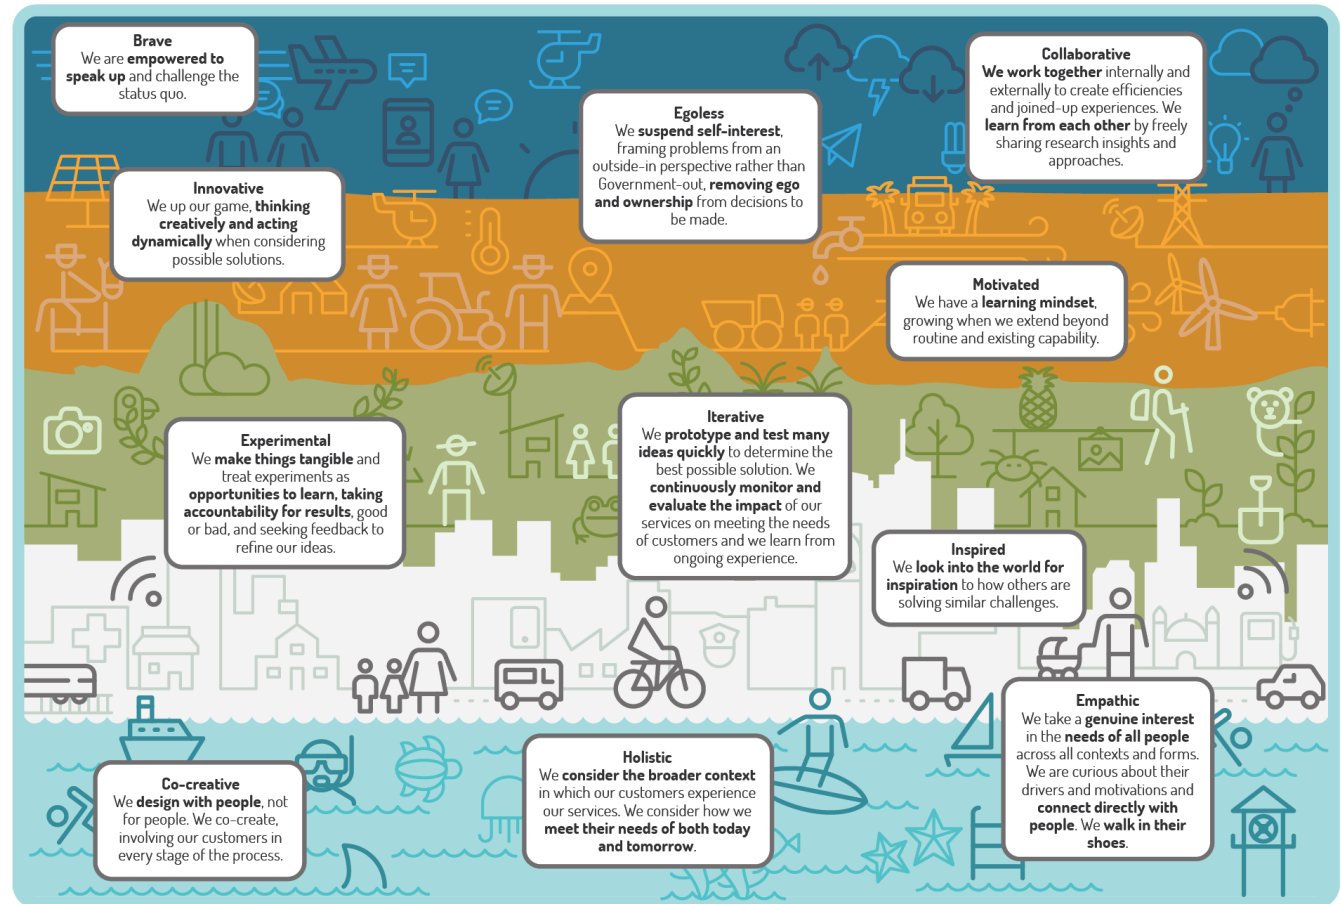 Brave
We are empowered to
speak up and challenge the
status quo.
Collaborative
We work together internally and
externally to create efficiencies
and joined-up experiences. We
learn from each other by freely
sharing research insights and
approaches.
Egoless
We suspend self-interest,
framing problems from an
outside-in perspective rather than
Government-out, removing ego
and ownership from decisions to
be made.
Innovative
We up our game, thinking
creatively and acting
dynamically when considering
possible solutions.
Motivated
We have a learning mindset,
growing when we extend beyond
routine and existing capability.
Experimental
We make things tangible and
treat experiments as
opportunities to learn, taking
accountability for results, good
or bad, and seeking feedback to
refine our ideas.
Iterative
We prototype and test many
ideas quickly to determine the
best possible solution. We
continuously monitor and
evaluate the impact of our
services on meeting the needs
of customers and we learn from
ongoing experience.
Inspired
We look into the world for
inspiration to how others are
solving similar challenges.
Co-creative
We design with people, not
for people. We co-create,
involving our customers in
every stage of the process.
Holistic
We consider the broader context
in which our customers experience
our services. We consider how we
meet their needs of both today
and tomorrow.
Empathic
We take a genuine interest
in the needs of all people
across all contexts and forms.
We are curious about their
drivers and motivations and
connect directly with
people. We walk in their
shoes.